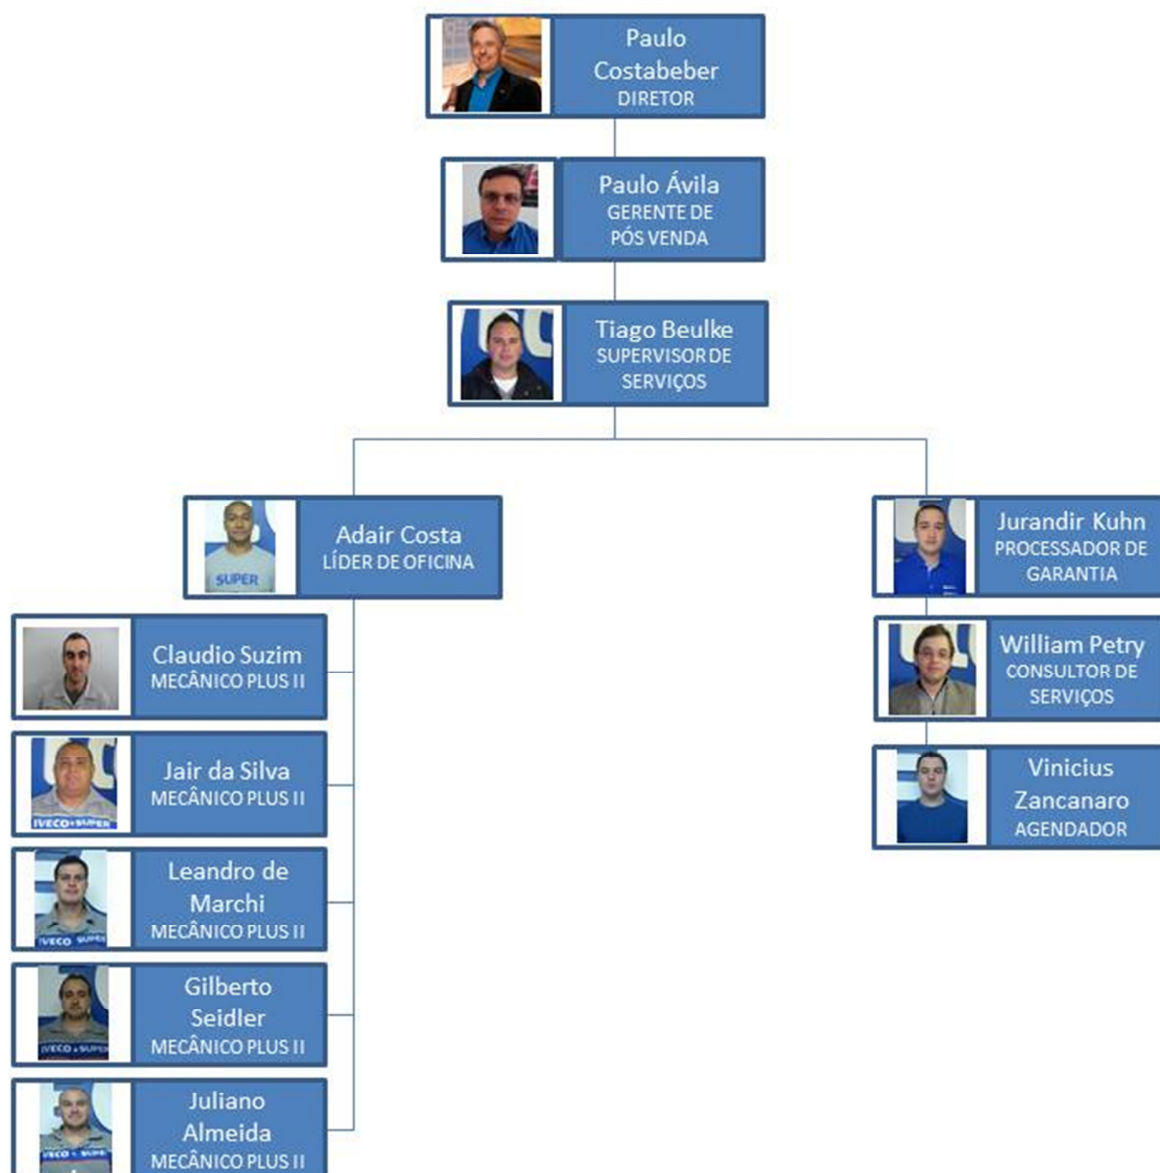 Paulo
Costabeber
DIRETOR
Paulo Ávila
GERENTE DE
PÓS VENDA
Tiago Beulke
SUPERVISOR DE
SERVIÇOS
Adair Costa
LÍDER DE OFICINA
SUPER
Claudio Suzim
MECÂNICO PLUS II
Jair da Silva
MECÂNICO PLUS II
IVECO SUPER
Leandro de
Marchi
MECÂNICO PLUS II
IVECO SUPER
Gilberto
Seidler
MECÂNICO PLUS II
IVECO SUPER
Juliano
Almeida
MECÂNICO PLUS II
IVECO SUPER
Jurandir Kuhn
PROCESSADOR DE
GARANTIA
William Petry
CONSULTOR DE
SERVIÇOS
Vinicius
Zancanaro
AGENDADOR